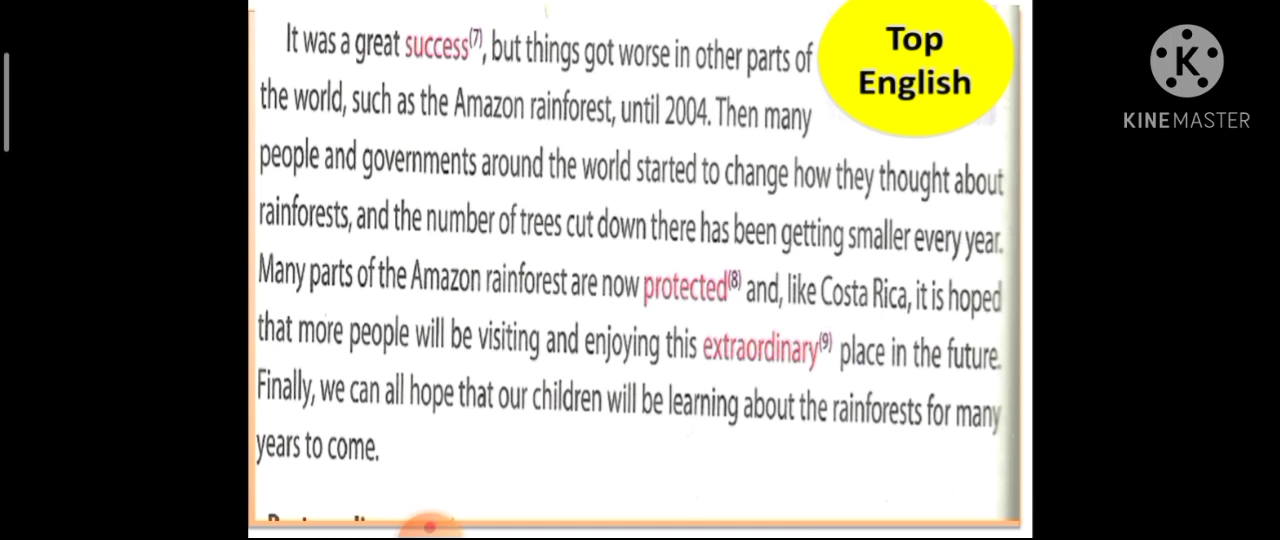 It was a great success(7), but things got worse in other parts of
the world, such as the Amazon rainforest, until 2004. Then many
people and governments around the world started to change how they thought about
rainforests, and the number of trees cut down there has been getting smaller every year.
Many parts of the Amazon rainforest are now protected(8) and, like Costa Rica, it is hoped
that more people will be visiting and enjoying this extraordinary(9) place in the future.
Finally, we can all hope that our children will be learning about the rainforests for many
years to come.
Top
English
K
KINEMASTER